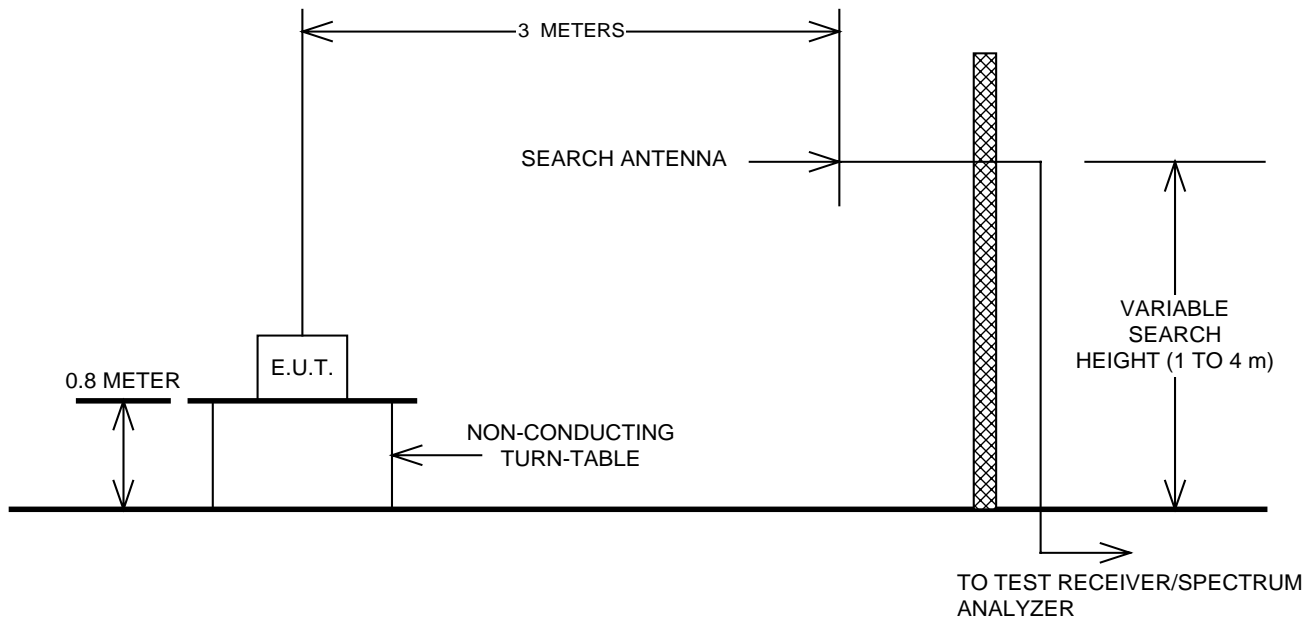 3 METERS
SEARCH ANTENNA
VARIABLE
SEARCH
HEIGHT (1 TO 4 m)
E.U.T.
0.8 METER
NON-CONDUCTING
TURN-TABLE
TO TEST RECEIVER/SPECTRUM
ANALYZER